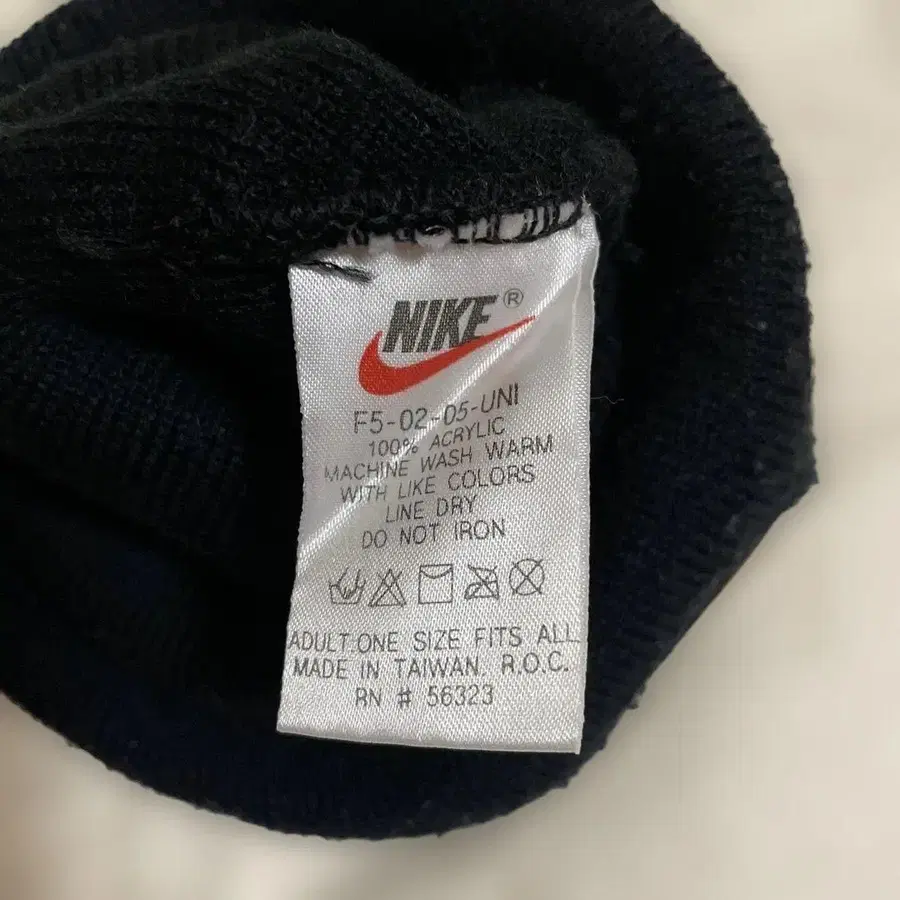 NIKE®
F5-02-05-UNI
100% ACRYLIC
MACHINE WASH WARM
WITH LIKE COLORS
LINE DRY
DO NOT IRON
ADULT:ONE SIZE FITS ALL
MADE IN TAIWAN. R.O.C.
RN # 56323